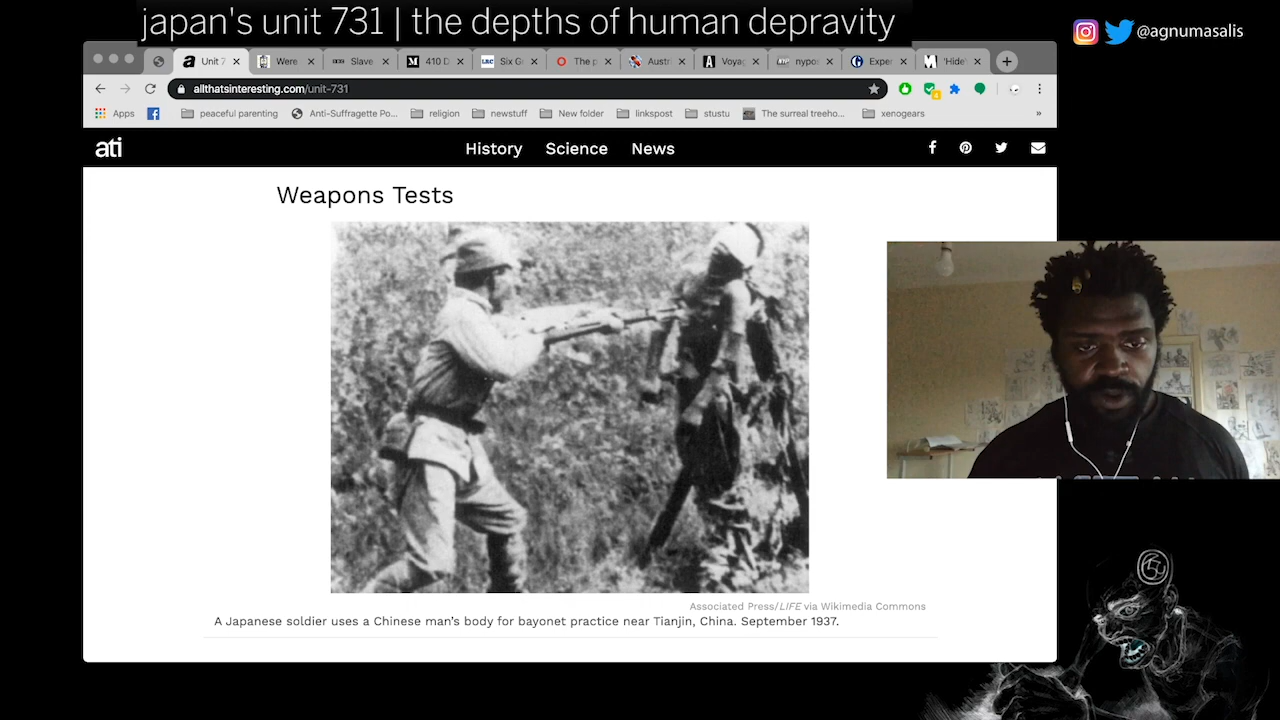 japan's unit 731 | the depths of human depravity
@agnumasalis
Unit 7
Were
Slave
410 D
Six G
The p
Austr
Voya
nypos
Exper
'Hide'
allthatsinteresting.com/unit-731
Apps
peaceful parenting
Anti-Suffragette Po...
religion
newstuff
New folder
linkspost
stustu
The surreal treeho...
xenogears
»
ati
History Science News
Weapons Tests
Associated Press/LIFE via Wikimedia Commons
A Japanese soldier uses a Chinese man's body for bayonet practice near Tianjin, China. September 1937.